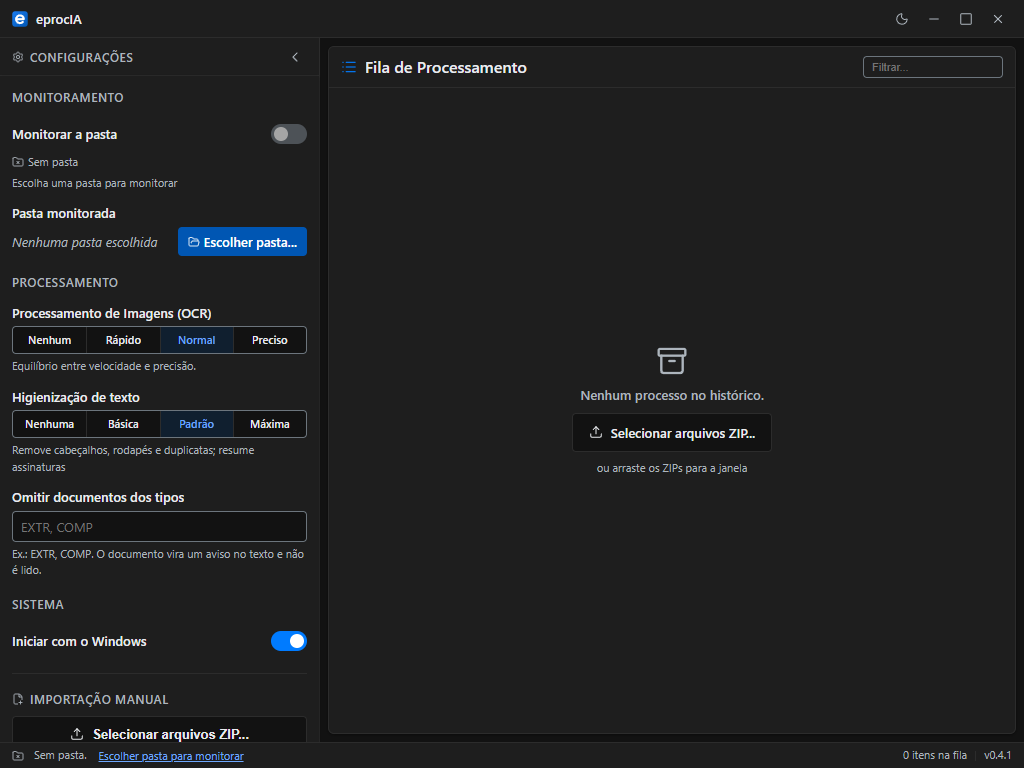 eprocIA
CONFIGURAÇÕES
MONITORAMENTO
Monitorar a pasta
Sem pasta
Escolha uma pasta para monitorar
Pasta monitorada
Nenhuma pasta escolhida
Escolher pasta...
PROCESSAMENTO
Processamento de Imagens (OCR)
Nenhum Rápido Normal Preciso
Equilíbrio entre velocidade e precisão.
Higienização de texto
Nenhuma Básica Padrão Máxima
Remove cabeçalhos, rodapés e duplicatas; resume
assinaturas
Omitir documentos dos tipos
EXTR, COMP
Ex.: EXTR, COMP. O documento vira um aviso no texto e não
é lido.
SISTEMA
Iniciar com o Windows
IMPORTAÇÃO MANUAL
Selecionar arquivos ZIP...
Fila de Processamento
Filtrar...
Nenhum processo no histórico.
Selecionar arquivos ZIP...
ou arraste os ZIPs para a janela
Sem pasta. Escolher pasta para monitorar
0 itens na fila
v0.4.1